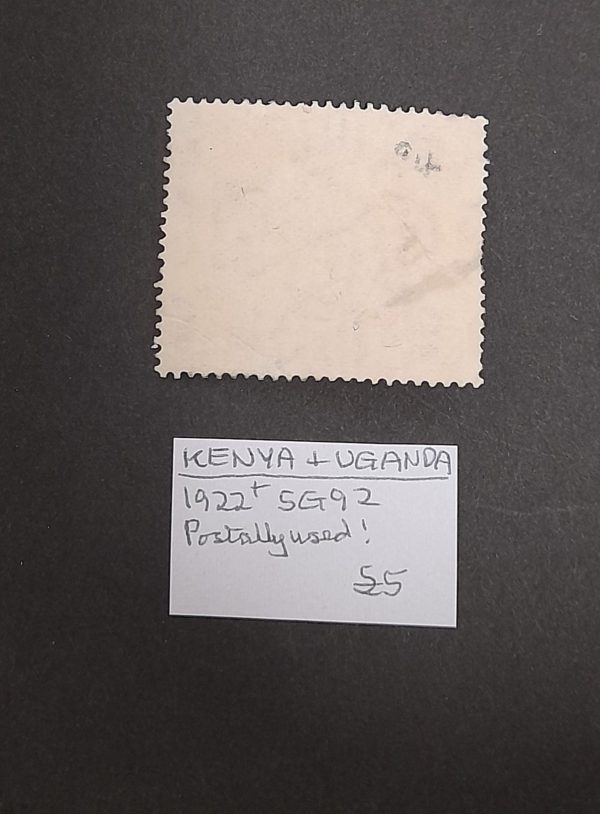 KENYA + UGANDA
1922+ SG92
Postally used!
£5